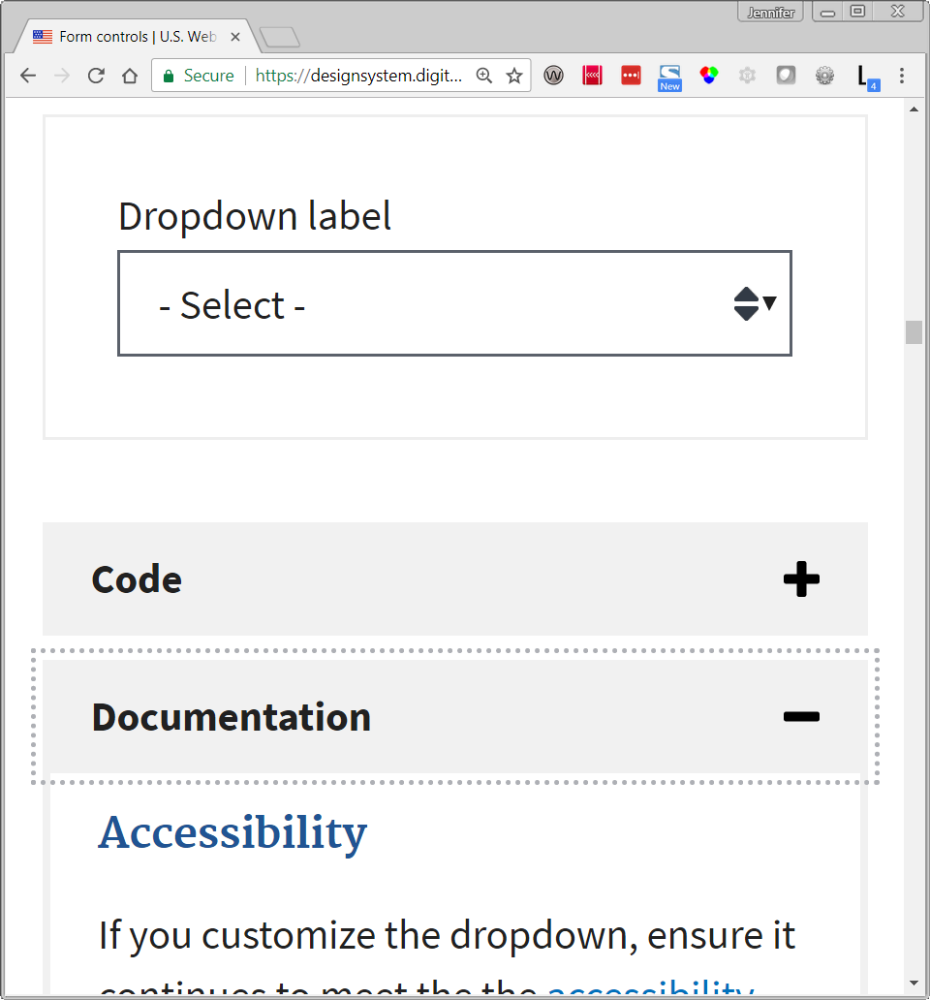 Jennifer
Form controls | U.S. Web
Secure https://designsystem.digit...
New
4
Dropdown label
- Select -
Code
Documentation
Accessibility
If you customize the dropdown, ensure it
continues to meet the the accessibility